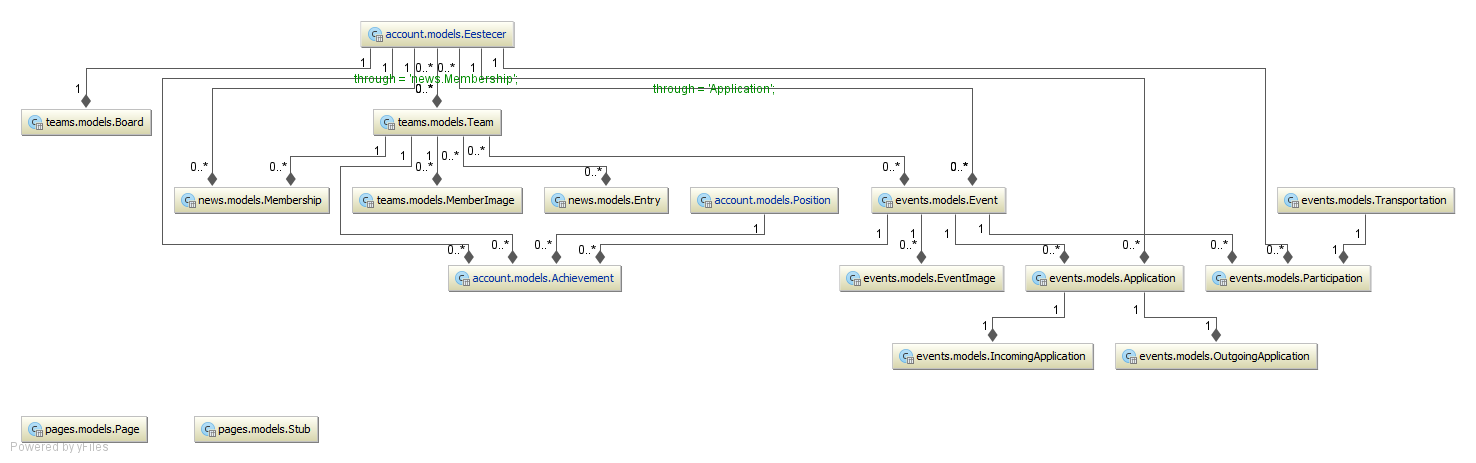 account.models.Eestecer
1
1
1
0..*
0..*
1
1
through = 'news.Membership';
1
0..*
through = 'Application';
teams.models.Board
teams.models.Team
1
1
1
0..*
0..*
0..*
0..*
0..*
0..*
0..*
0..*
news.models.Membership
teams.models.MemberImage
news.models.Entry
account.models.Position
events.models.Event
events.models.Transportation
1
1
1
1
1
0..*
0..*
0..*
0..*
0..*
0..*
0..*
0..*
0..*
1
account.models.Achievement
events.models.EventImage
events.models.Application
events.models.Participation
1
1
1
1
events.models.IncomingApplication
events.models.OutgoingApplication
pages.models.Page
pages.models.Stub
Powered by yFiles